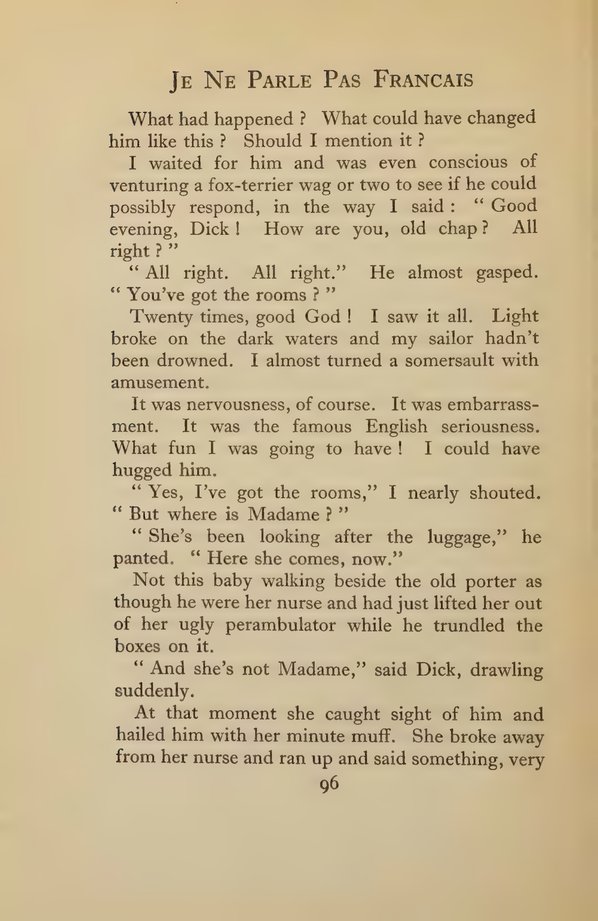 Je Ne Parle Pas Francais
What had happened ? What could have changed
him like this ? Should I mention it ?
I waited for him and was even conscious of
venturing a fox-terrier wag or two to see if he could
possibly respond, in the way I said : “ Good
evening, Dick ! How are you, old chap ? All
right ? ”
“ All right. All right.” He almost gasped.
“ You've got the rooms ? ”
Twenty times, good God ! I saw it all. Light
broke on the dark waters and my sailor hadn't
been drowned. I almost turned a somersault with
amusement.
It was nervousness, of course. It was embarrass-
ment. It was the famous English seriousness.
What fun I was going to have ! I could have
hugged him.
“ Yes, I've got the rooms,” I nearly shouted.
“ But where is Madame ? ”
“ She's been looking after the luggage,” he
panted. “ Here she comes, now.”
Not this baby walking beside the old porter as
though he were her nurse and had just lifted her out
of her ugly perambulator while he trundled the
boxes on it.
“ And she's not Madame,” said Dick, drawling
suddenly.
At that moment she caught sight of him and
hailed him with her minute muff. She broke away
from her nurse and ran up and said something, very
96